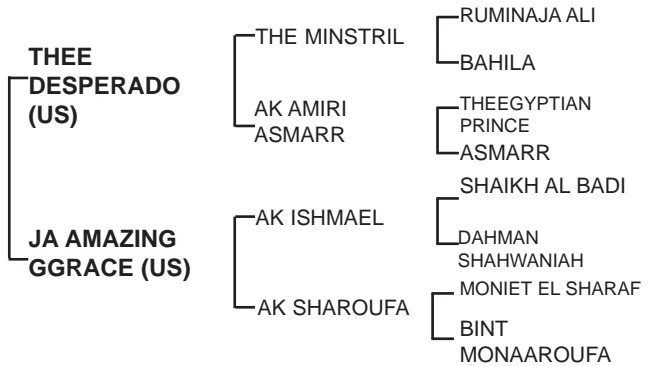 THEE
DESPERADO
(US)
THE MINSTRIL
RUMINAJA ALI
BAHILA
AK AMIRI
ASMARR
THEEGYPTIAN
PRINCE
ASMARR
JA AMAZING
GGRACE (US)
AK ISHMAEL
SHAIKH AL BADI
DAHMAN
SHAHWANIAH
AK SHAROUFA
MONIET EL SHARAF
BINT
MONAAROUFA